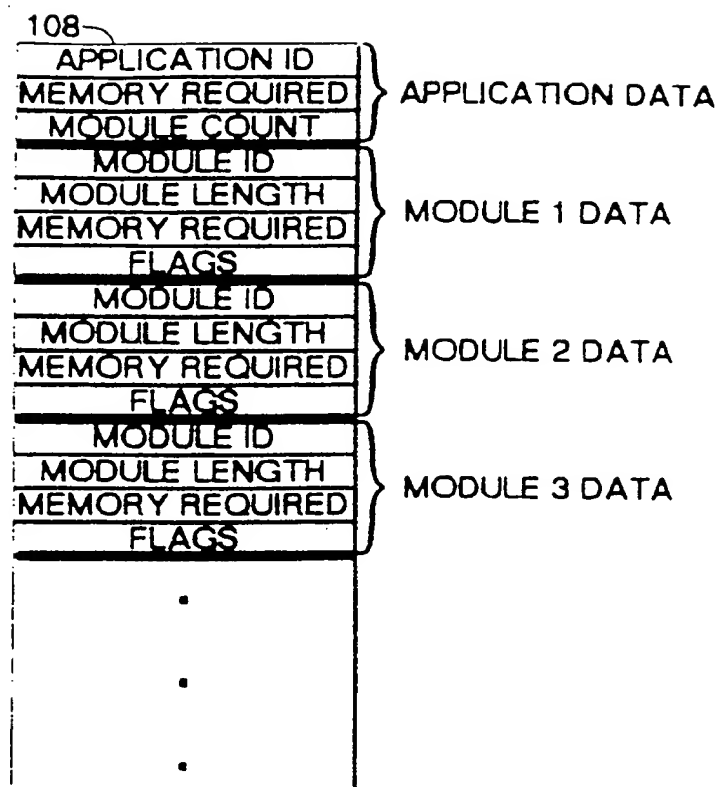 108
APPLICATION ID
MEMORY REQUIRED
MODULE COUNT
APPLICATION DATA
MODULE ID
MODULE LENGTH
MEMORY REQUIRED
FLAGS
MODULE 1 DATA
MODULE ID
MODULE LENGTH
MEMORY REQUIRED
FLAGS
MODULE 2 DATA
MODULE ID
MODULE LENGTH
MEMORY REQUIRED
FLAGS
MODULE 3 DATA